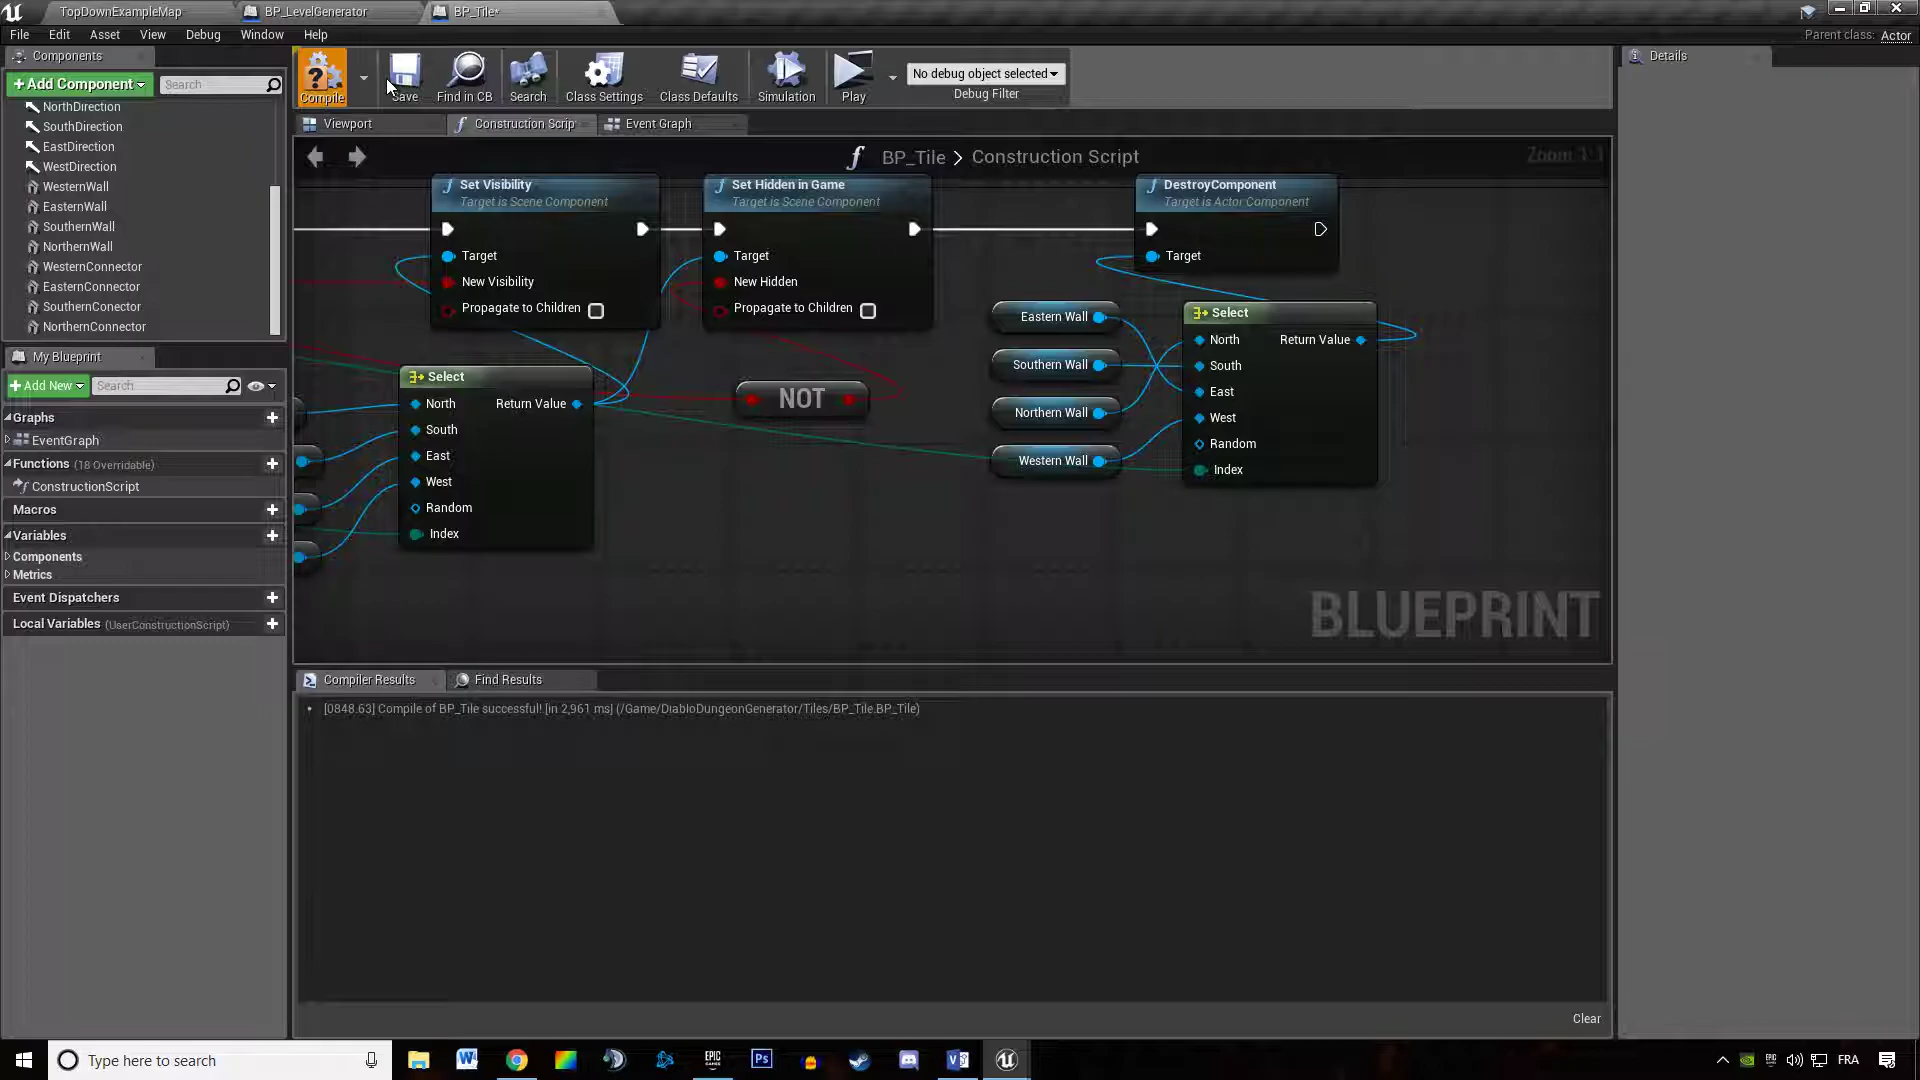 TopDownExampleMap
BP_LevelGenerator
BP_Tile*
File Edit Asset View Debug Window Help
Parent class: Actor
Components
+Add Component
Search
NorthDirection
SouthDirection
EastDirection
WestDirection
WesternWall
EasternWall
SouthernWall
NorthernWall
WesternConnector
EasternConnector
SouthernConector
NorthernConnector
My Blueprint
+Add New
Search
Graphs
EventGraph
Functions (18 Overridable)
ConstructionScript
Macros
Variables
Components
Metrics
Event Dispatchers
Local Variables (UserConstructionScript)
Compile
Save
Find in CB
Search
Class Settings
Class Defaults
Simulation
Play
No debug object selected
Debug Filter
Viewport
Construction Scrip
Event Graph
BP_Tile > Construction Script
Zoom 1:1
Set Visibility
Target is Scene Component
Target
New Visibility
Propagate to Children
Set Hidden in Game
Target is Scene Component
Target
New Hidden
Propagate to Children
DestroyComponent
Target is Actor Component
Target
Select
North Return Value
South
East
West
Random
Index
NOT
Eastern Wall
Southern Wall
Northern Wall
Western Wall
Select
North Return Value
South
East
West
Random
Index
BLUEPRINT
Compiler Results
Find Results
[0848.63] Compile of BP_Tile successful! [in 2,961 ms] (/Game/DiabloDungeonGenerator/Tiles/BP_Tile.BP_Tile)
Clear
Details
Type here to search
FRA